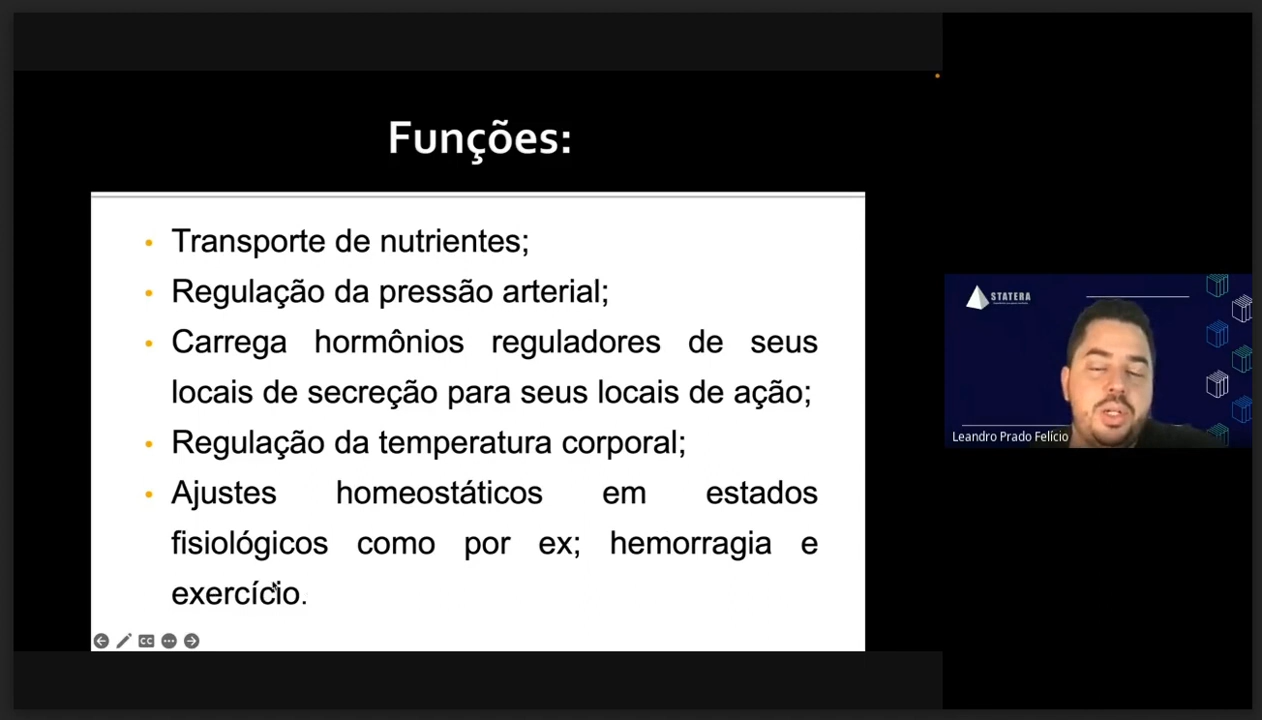 Funções:
Transporte de nutrientes;
Regulação da pressão arterial;
Carrega hormônios reguladores de seus
locais de secreção para seus locais de ação;
Regulação da temperatura corporal;
Ajustes homeostáticos em estados
fisiológicos como por ex; hemorragia e
exercício.
CC
STATERA
Leandro Prado Felício